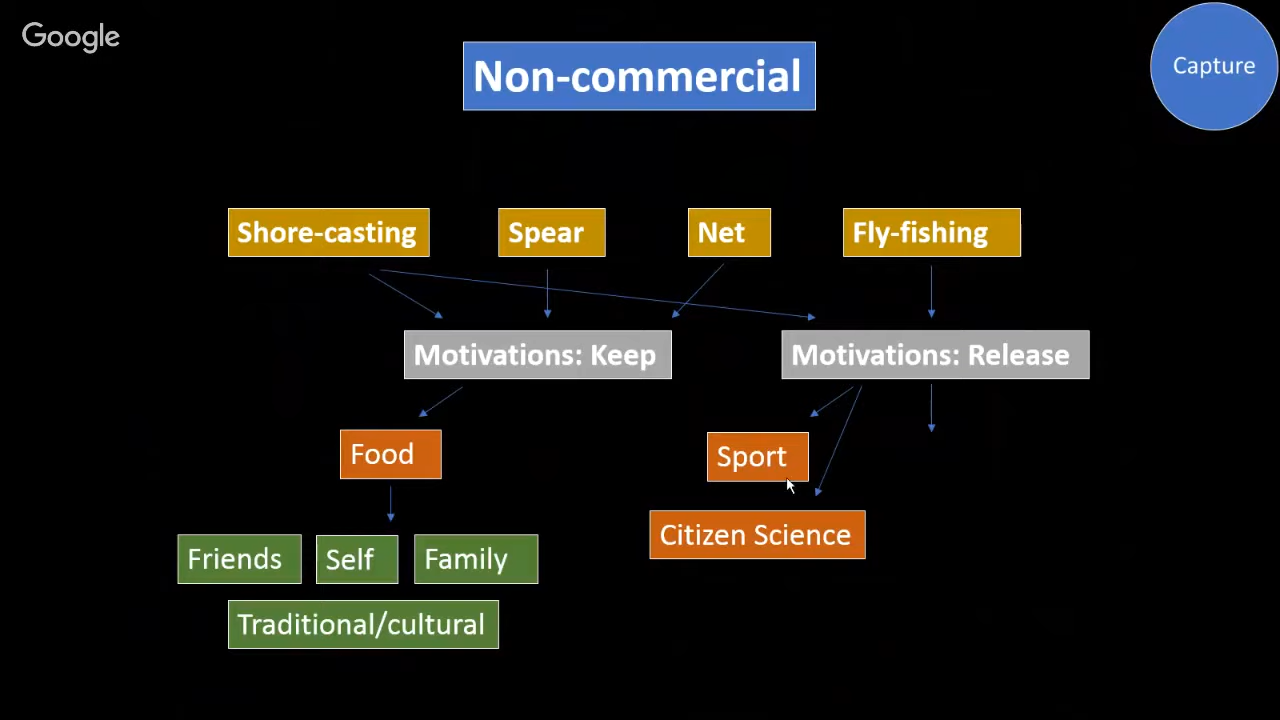 Google
Non-commercial
Capture
Shore-casting
Spear
Net
Fly-fishing
Motivations: Keep
Motivations: Release
Food
Sport
Citizen Science
Friends
Self
Family
Traditional/cultural